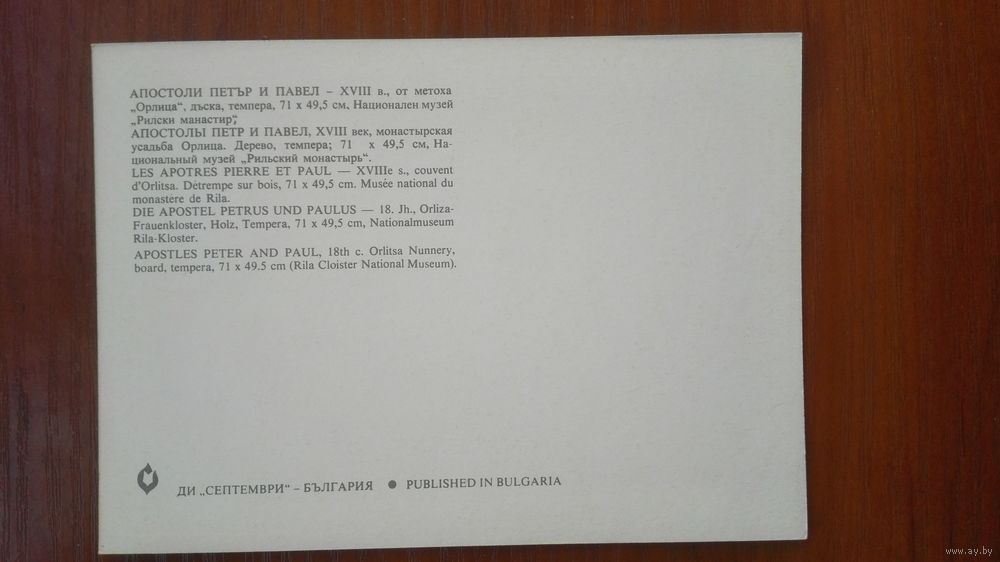 АПОСТОЛИ ПЕТЪР И ПАВЕЛ – XVIII в., от метоха
„Орлица“, дъска, темпера, 71 x 49,5 см, Национален музей
„Рилски манастир“;
АПОСТОЛЫ ПЕТР И ПАВЕЛ, XVIII век, монастырская
усадьба Орлица. Дерево, темпера; 71 x 49,5 см, На-
циональный музей „Рильский монастырь“.
LES APOTRES PIERRE ET PAUL — XVIIIe s., couvent
d'Orlitsa. Détrempe sur bois, 71 x 49,5 cm. Musée national du
monastère de Rila.
DIE APOSTEL PETRUS UND PAULUS — 18. Jh., Orliza-
Frauenkloster, Holz, Tempera, 71 x 49,5 cm, Nationalmuseum
Rila-Kloster.
APOSTLES PETER AND PAUL, 18th c. Orlitsa Nunnery,
board, tempera, 71 x 49.5 cm (Rila Cloister National Museum).
ДИ „СЕПТЕМВРИ“ – БЪЛГАРИЯ ● PUBLISHED IN BULGARIA
www.ay.by